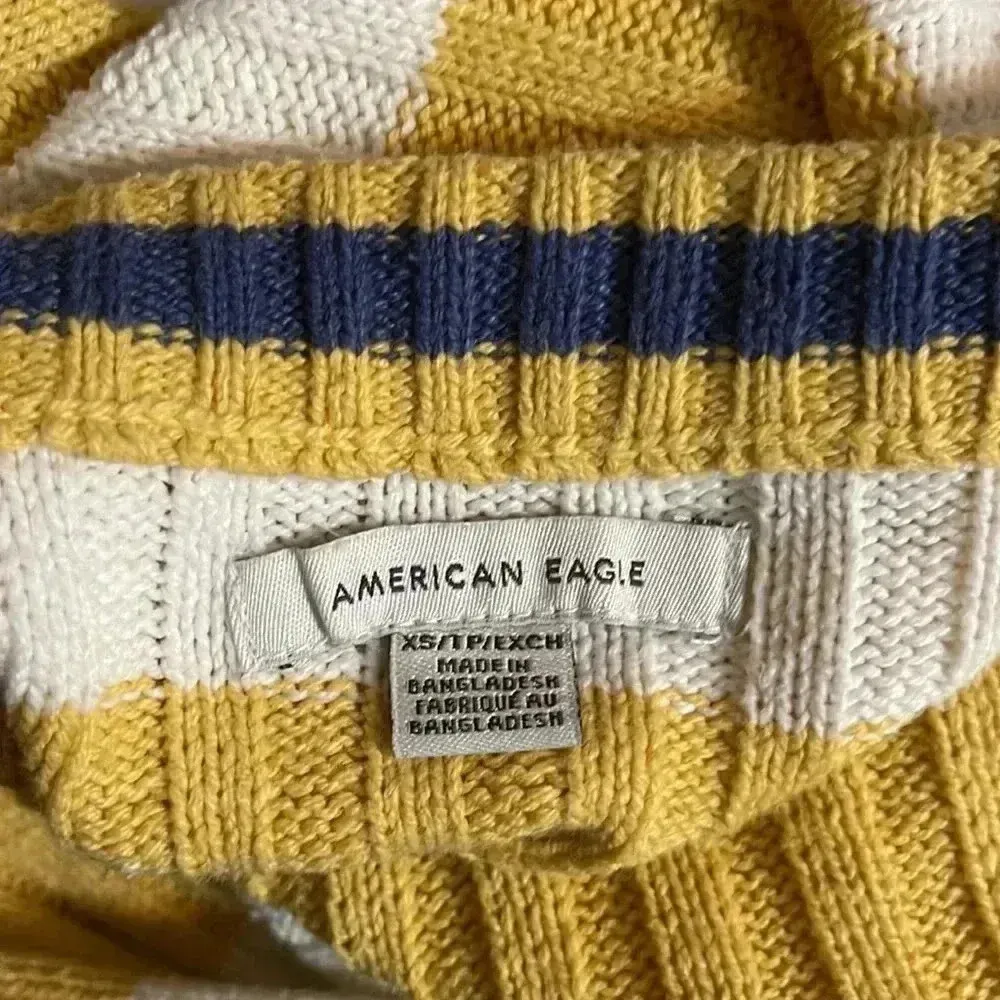 AMERICAN EAGLE
XS/TP/EXCH
MADE IN
BANGLADESH
FABRIQUÉ AU
BANGLADESH